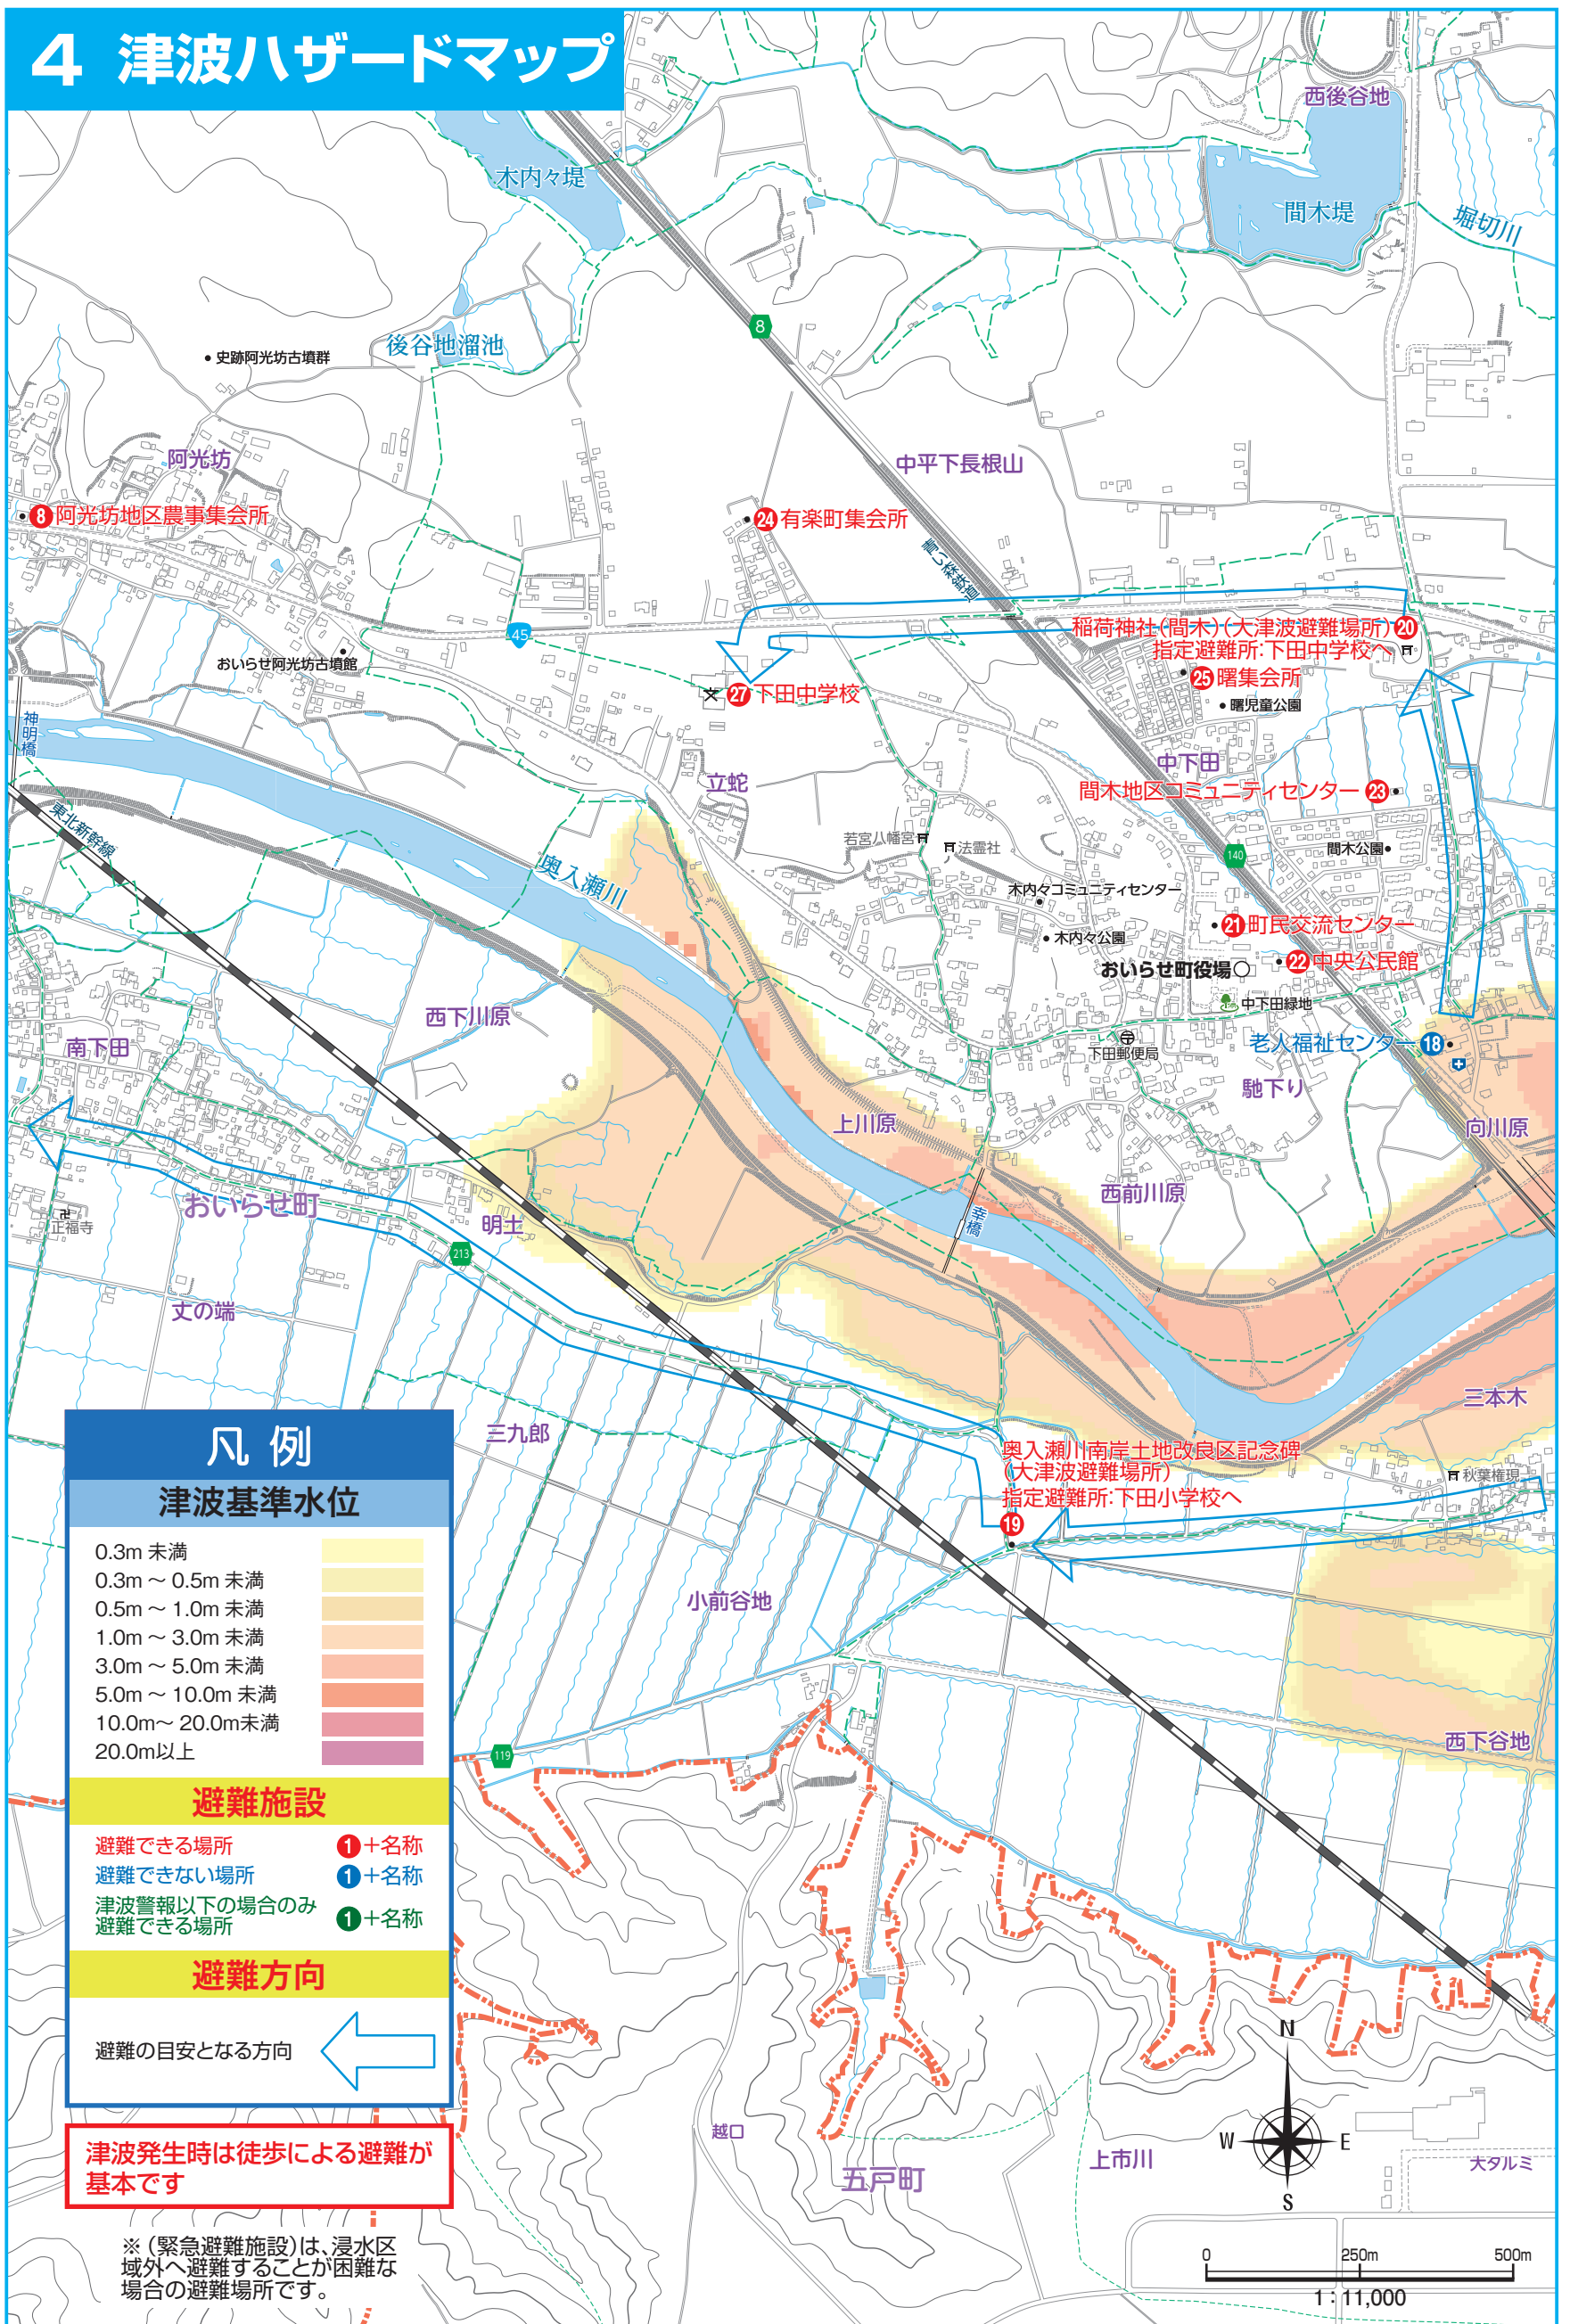 4 津波ハザードマップ
西後谷地
木内々堤
間木堤
堀切川
8
後谷地溜池
史跡阿光坊古墳群
阿光坊
中平下長根山
8 阿光坊地区農事集会所
24 有楽町集会所
青い森鉄道
45
稲荷神社(間木)(大津波避難場所) 20
指定避難所:下田中学校へ
おいらせ阿光坊古墳館
25 曙集会所
27 下田中学校
文
曙児童公園
神明橋
中下田
立蛇
間木地区コミュニティセンター 23
東北新幹線
若宮八幡宮
法霊社
間木公園
140
奥入瀬川
木内々コミュニティセンター
21 町民交流センター
木内々公園
22 中央公民館
おいらせ町役場
中下田緑地
西下川原
南下田
下田郵便局
老人福祉センター 18
馳下り
上川原
向川原
西前川原
おいらせ町
正福寺
明土
幸橋
213
丈の端
三本木
凡 例
津波基準水位
0.3m 未満
0.3m ～ 0.5m 未満
0.5m ～ 1.0m 未満
1.0m ～ 3.0m 未満
3.0m ～ 5.0m 未満
5.0m ～ 10.0m 未満
10.0m～ 20.0m未満
20.0m以上
避難施設
避難できる場所 1+名称
避難できない場所 1+名称
津波警報以下の場合のみ
避難できる場所 1+名称
避難方向
避難の目安となる方向
三九郎
奥入瀬川南岸土地改良区記念碑
(大津波避難場所)
指定避難所:下田小学校へ
19
秋葉権現
小前谷地
西下谷地
119
津波発生時は徒歩による避難が
基本です
※(緊急避難施設)は、浸水区
域外へ避難することが困難な
場合の避難場所です。
越口
五戸町
上市川
大タルミ
N
W E
S
0 250m 500m
1：11,000